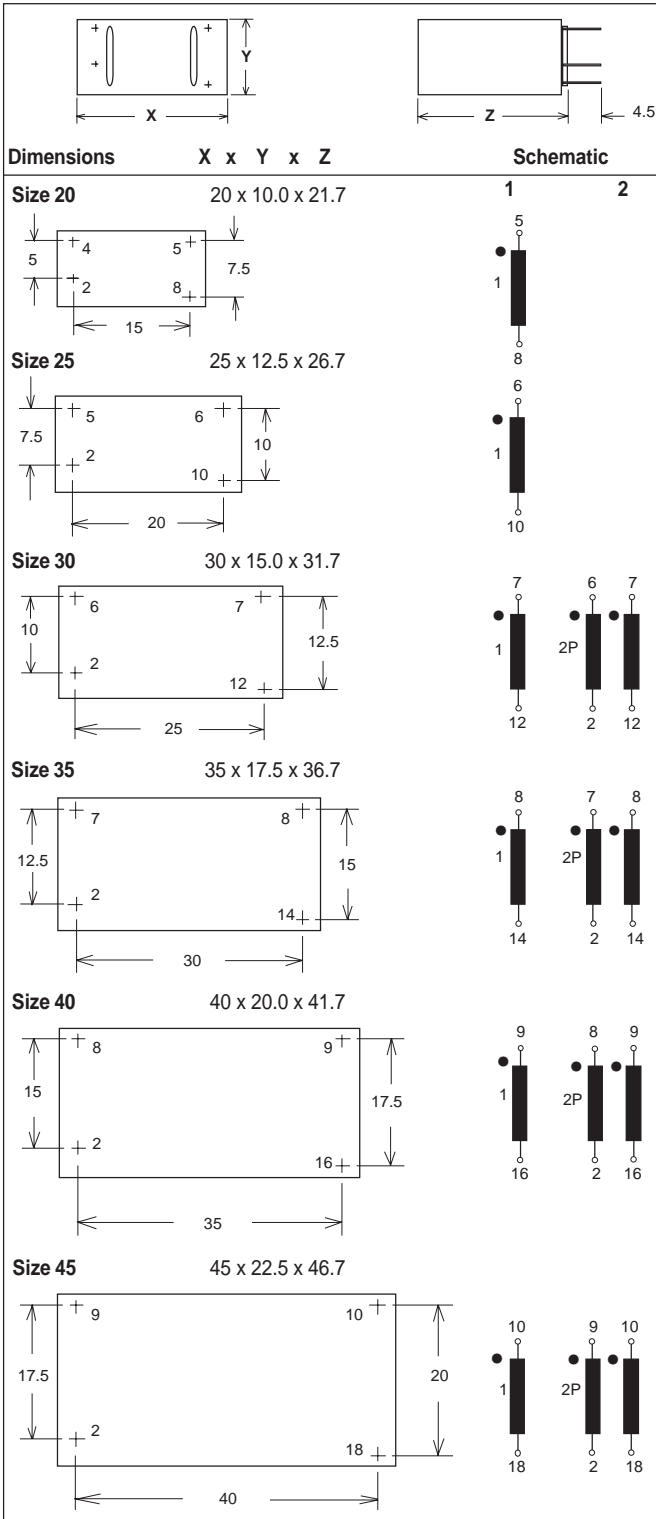 Y
X
Z
4.5
Dimensions X x Y x Z Schematic
Size 20 20 x 10.0 x 21.7 1 2
4 5
5 7.5
2 8
15
5
1
8
Size 25 25 x 12.5 x 26.7
5 6
7.5 10
2 10
20
6
1
10
Size 30 30 x 15.0 x 31.7
6 7
10 12.5
2 12
25
7 6 7
1 2P
12 2 12
Size 35 35 x 17.5 x 36.7
7 8
12.5 15
2 14
30
8 7 8
1 2P
14 2 14
Size 40 40 x 20.0 x 41.7
8 9
15 17.5
2 16
35
9 8 9
1 2P
16 2 16
Size 45 45 x 22.5 x 46.7
9 10
17.5 20
2 18
40
10 9 10
1 2P
18 2 18